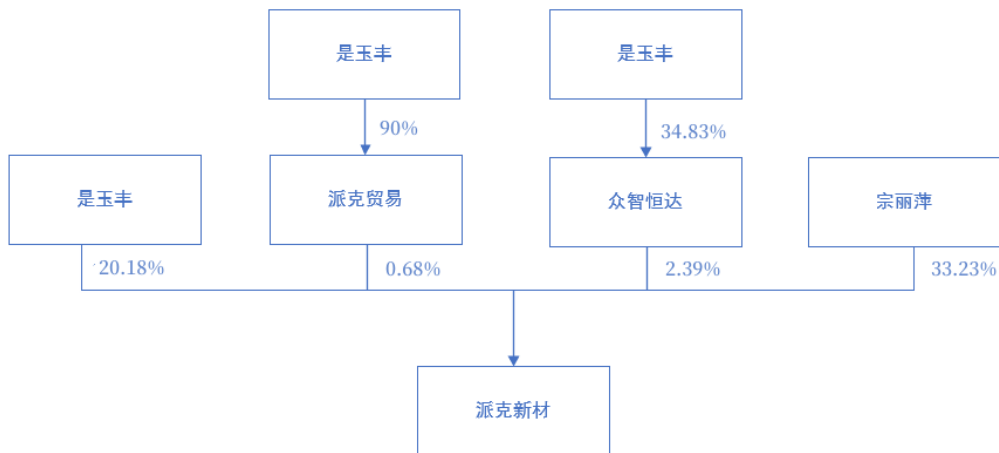 是玉丰
是玉丰
90%
34.83%
是玉丰
派克贸易
众智恒达
宗丽萍
20.18%
0.68%
2.39%
33.23%
派克新材